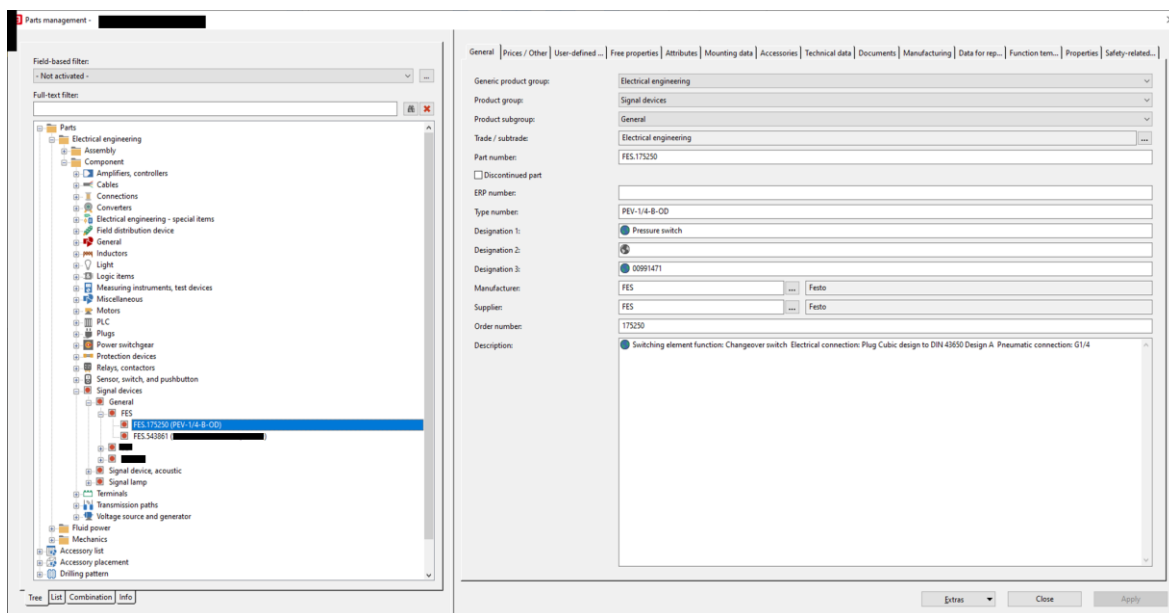 Parts management -
Field-based filter:
- Not activated -
...
Full-text filter:
Parts
Electrical engineering
Assembly
Component
Amplifiers, controllers
Cables
Connections
Converters
Electrical engineering - special items
Field distribution device
General
Inductors
Light
Logic items
Measuring instruments, test devices
Miscellaneous
Motors
PLC
Plugs
Power switchgear
Protection devices
Relays, contactors
Sensor, switch, and pushbutton
Signal devices
General
FES
FES.175250 (PEV-1/4-B-OD)
FES.543861 ( )
Signal device, acoustic
Signal lamp
Terminals
Transmission paths
Voltage source and generator
Fluid power
Mechanics
Accessory list
Accessory placement
Drilling pattern
Tree List Combination Info
General Prices / Other User-defined ... Free properties Attributes Mounting data Accessories Technical data Documents Manufacturing Data for rep... Function tem... Properties Safety-related...
Generic product group: Electrical engineering
Product group: Signal devices
Product subgroup: General
Trade / subtrade: Electrical engineering ...
Part number: FES.175250
Discontinued part
ERP number:
Type number: PEV-1/4-B-OD
Designation 1: Pressure switch
Designation 2:
Designation 3: 00991471
Manufacturer: FES ... Festo
Supplier: FES ... Festo
Order number: 175250
Description: Switching element function: Changeover switch Electrical connection: Plug Cubic design to DIN 43650 Design A Pneumatic connection: G1/4
Extras Close Apply